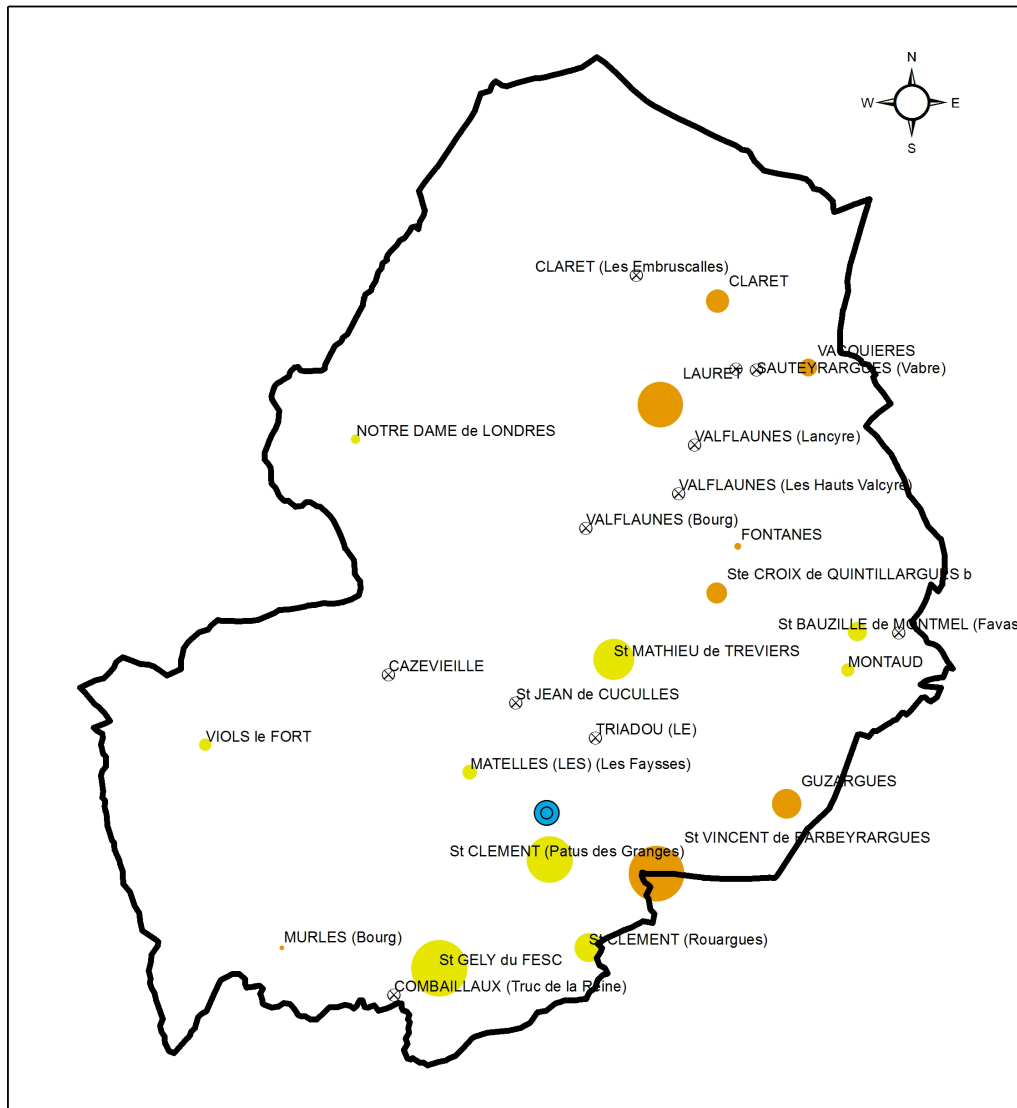 N
W E
S
CLARET (Les Embruscalles)
CLARET
VACQUIERES
LAURET
SAUTEYRARGUES (Vabre)
NOTRE DAME de LONDRES
VALFLAUNES (Lancyre)
VALFLAUNES (Les Hauts Valcyre)
VALFLAUNES (Bourg)
FONTANES
Ste CROIX de QUINTILLARGUES b
St BAUZILLE de MONTMEL (Favas
St MATHIEU de TREVIERS
CAZEVIEILLE
MONTAUD
St JEAN de CUCULLES
TRIADOU (LE)
VIOLS le FORT
MATELLES (LES) (Les Faysses)
GUZARGUES
St VINCENT de BARBEYRARGUES
St CLEMENT (Patus des Granges)
MURLES (Bourg)
St CLEMENT (Rouargues)
St GELY du FESC
COMBAILLAUX (Truc de la Reine)